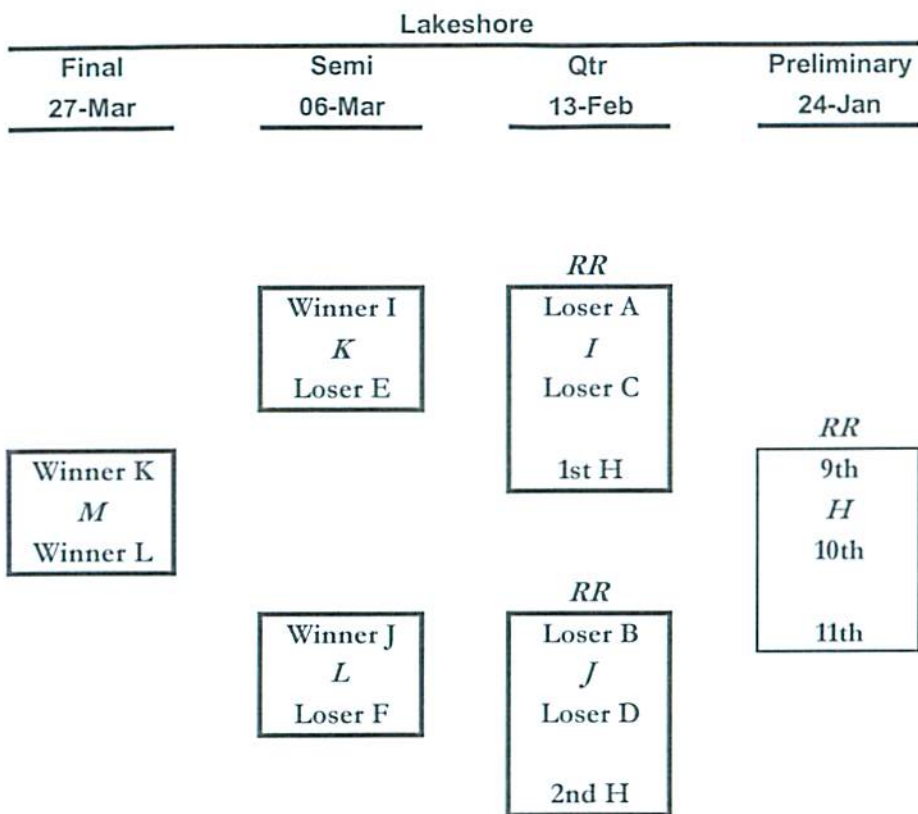 Lakeshore
Final Semi Qtr Preliminary
27-Mar 06-Mar 13-Feb 24-Jan
RR
Winner I Loser A
K I
Loser E Loser C
RR
Winner K 1st H 9th
M H
Winner L 10th
RR
Winner J Loser B 11th
L J
Loser F Loser D
2nd H